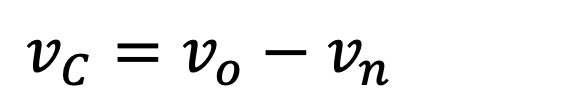 v_C = v_o − v_n